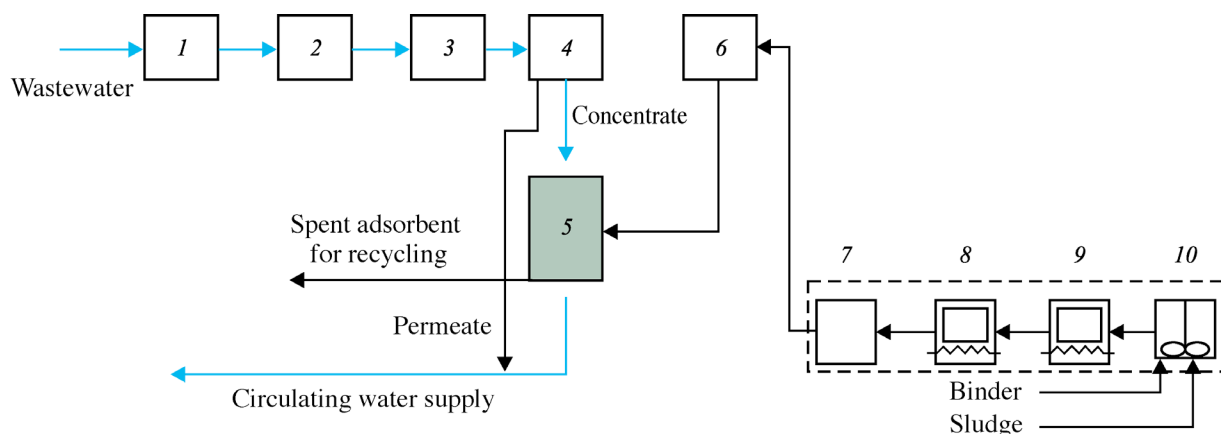 1
2
3
4
6
Wastewater
Concentrate
5
Spent adsorbent
for recycling
7
8
9
10
Permeate
Circulating water supply
Binder
Sludge